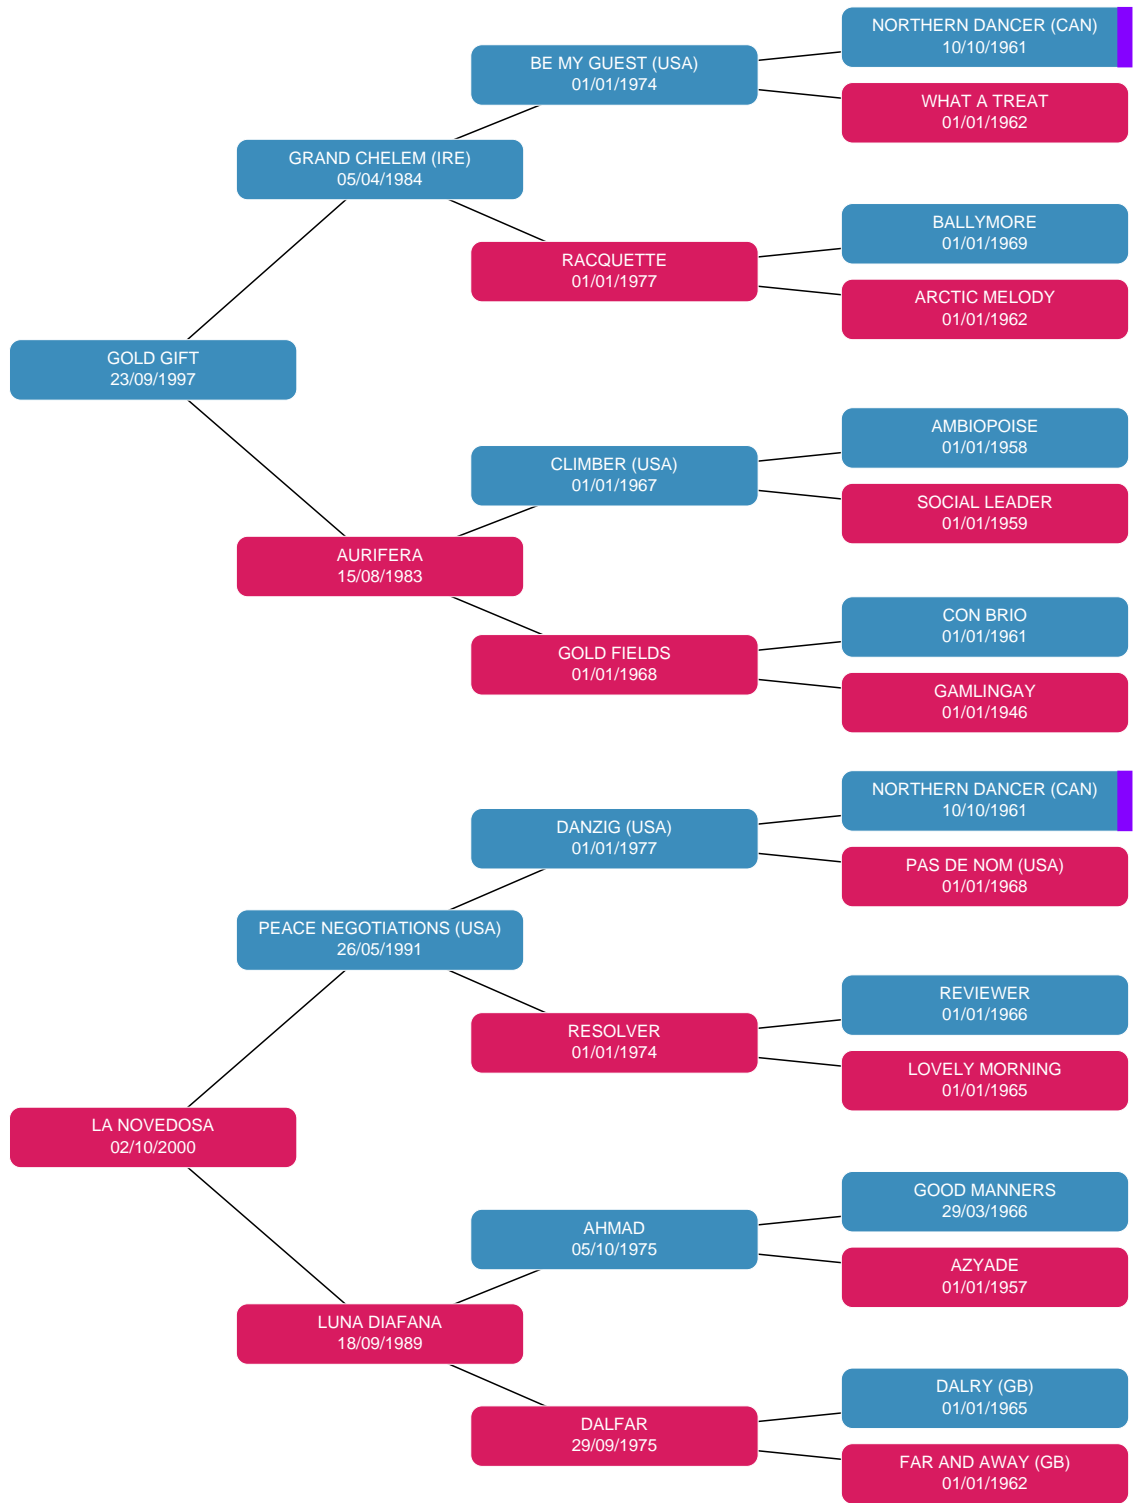 NORTHERN DANCER (CAN)
10/10/1961
BE MY GUEST (USA)
01/01/1974
WHAT A TREAT
01/01/1962
GRAND CHELEM (IRE)
05/04/1984
BALLYMORE
01/01/1969
RACQUETTE
01/01/1977
ARCTIC MELODY
01/01/1962
GOLD GIFT
23/09/1997
AMBIOPOISE
01/01/1958
CLIMBER (USA)
01/01/1967
SOCIAL LEADER
01/01/1959
AURIFERA
15/08/1983
CON BRIO
01/01/1961
GOLD FIELDS
01/01/1968
GAMLINGAY
01/01/1946
NORTHERN DANCER (CAN)
10/10/1961
DANZIG (USA)
01/01/1977
PAS DE NOM (USA)
01/01/1968
PEACE NEGOTIATIONS (USA)
26/05/1991
REVIEWER
01/01/1966
RESOLVER
01/01/1974
LOVELY MORNING
01/01/1965
LA NOVEDOSA
02/10/2000
GOOD MANNERS
29/03/1966
AHMAD
05/10/1975
AZYADE
01/01/1957
LUNA DIAFANA
18/09/1989
DALRY (GB)
01/01/1965
DALFAR
29/09/1975
FAR AND AWAY (GB)
01/01/1962